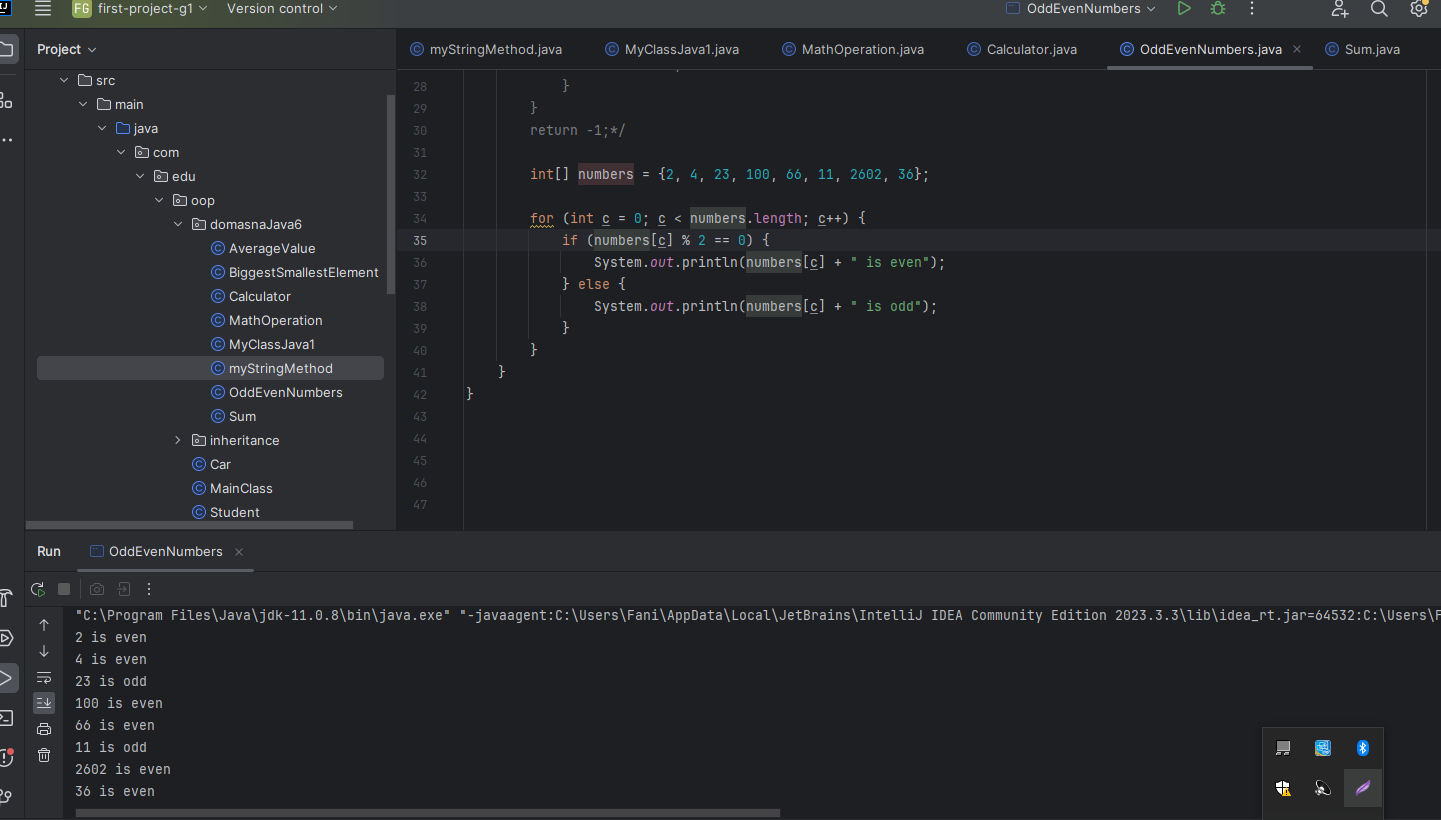 FG first-project-g1 Version control OddEvenNumbers
Project
myStringMethod.java MyClassJava1.java MathOperation.java Calculator.java OddEvenNumbers.java Sum.java
src
main
java
com
edu
oop
domasnaJava6
AverageValue
BiggestSmallestElement
Calculator
MathOperation
MyClassJava1
myStringMethod
OddEvenNumbers
Sum
inheritance
Car
MainClass
Student
28 }
29 }
30 return -1;*/
31
32 int[] numbers = {2, 4, 23, 100, 66, 11, 2602, 36};
33
34 for (int c = 0; c < numbers.length; c++) {
35 if (numbers[c] % 2 == 0) {
36 System.out.println(numbers[c] + " is even");
37 } else {
38 System.out.println(numbers[c] + " is odd");
39 }
40 }
41 }
42 }
43
44
45
46
47
Run OddEvenNumbers
"C:\Program Files\Java\jdk-11.0.8\bin\java.exe" "-javaagent:C:\Users\Fani\AppData\Local\JetBrains\IntelliJ IDEA Community Edition 2023.3.3\lib\idea_rt.jar=64532:C:\Users\F
2 is even
4 is even
23 is odd
100 is even
66 is even
11 is odd
2602 is even
36 is even